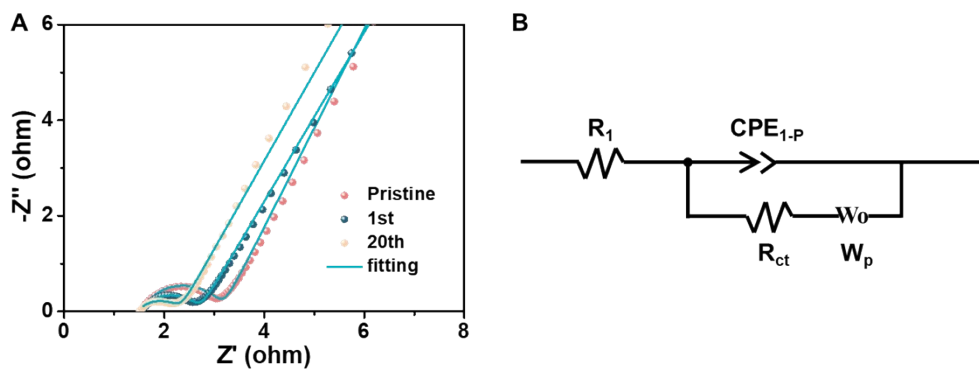 A
-Z'' (ohm)
6
4
2
0
0
2
4
6
8
Z' (ohm)
Pristine
1st
20th
fitting
B
R1
CPE1-P
Rct
Wo
Wp